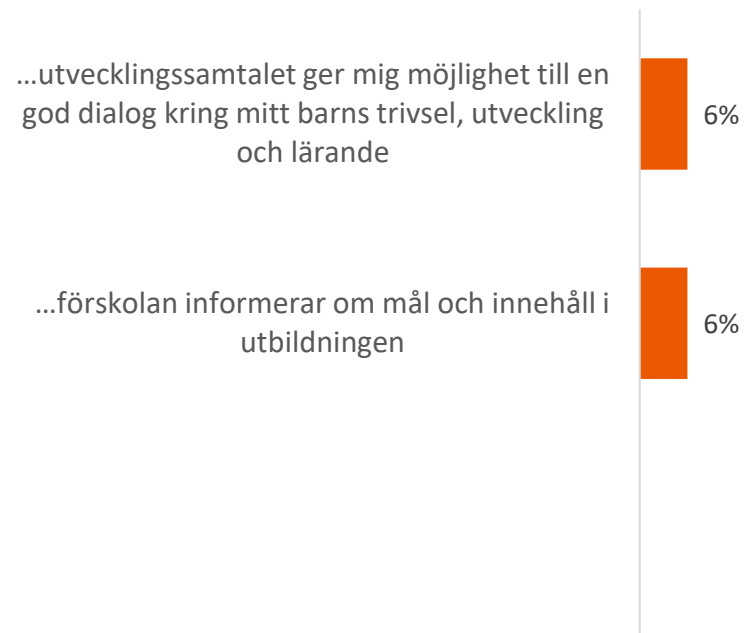 …utvecklingssamtalet ger mig möjlighet till en
god dialog kring mitt barns trivsel, utveckling
och lärande
6%
…förskolan informerar om mål och innehåll i
utbildningen
6%